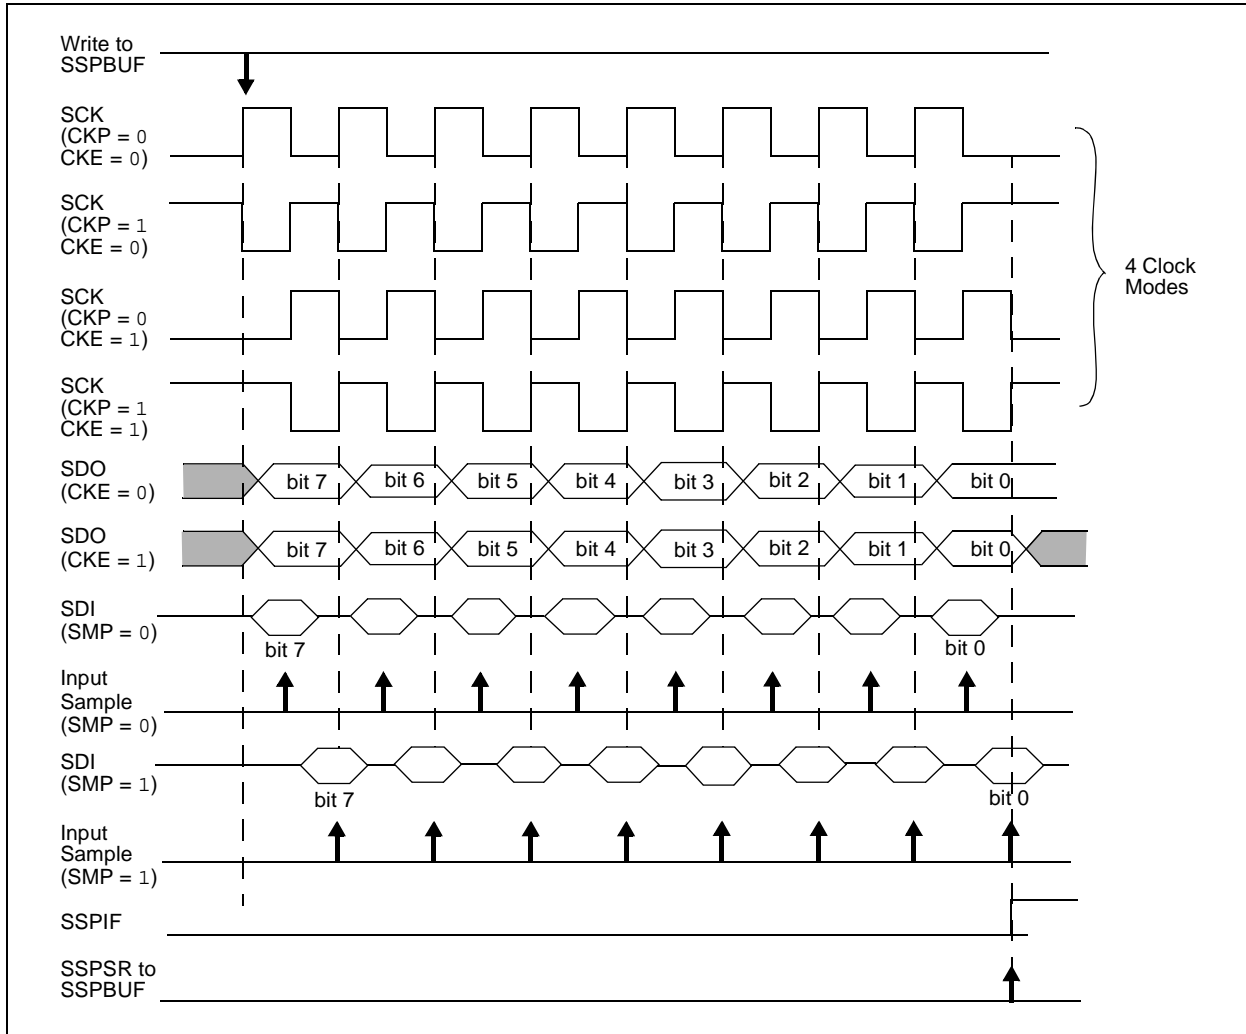 Write to
SSPBUF
SCK
(CKP = 0
CKE = 0)
SCK
(CKP = 1
CKE = 0)
SCK
(CKP = 0
CKE = 1)
SCK
(CKP = 1
CKE = 1)
4 Clock
Modes
SDO
(CKE = 0)
bit 7 bit 6 bit 5 bit 4 bit 3 bit 2 bit 1 bit 0
SDO
(CKE = 1)
bit 7 bit 6 bit 5 bit 4 bit 3 bit 2 bit 1 bit 0
SDI
(SMP = 0)
bit 7 bit 0
Input
Sample
(SMP = 0)
SDI
(SMP = 1)
bit 7 bit 0
Input
Sample
(SMP = 1)
SSPIF
SSPSR to
SSPBUF